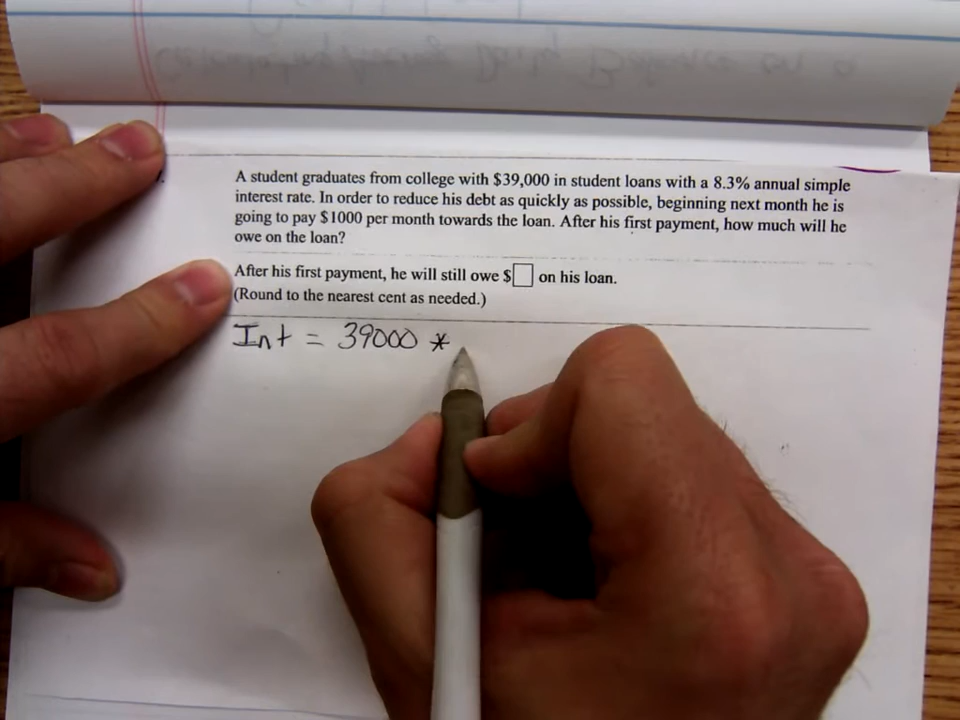 A student graduates from college with $39,000 in student loans with a 8.3% annual simple
interest rate. In order to reduce his debt as quickly as possible, beginning next month he is
going to pay $1000 per month towards the loan. After his first payment, how much will he
owe on the loan?
After his first payment, he will still owe $ on his loan.
(Round to the nearest cent as needed.)
Int = 39000 *